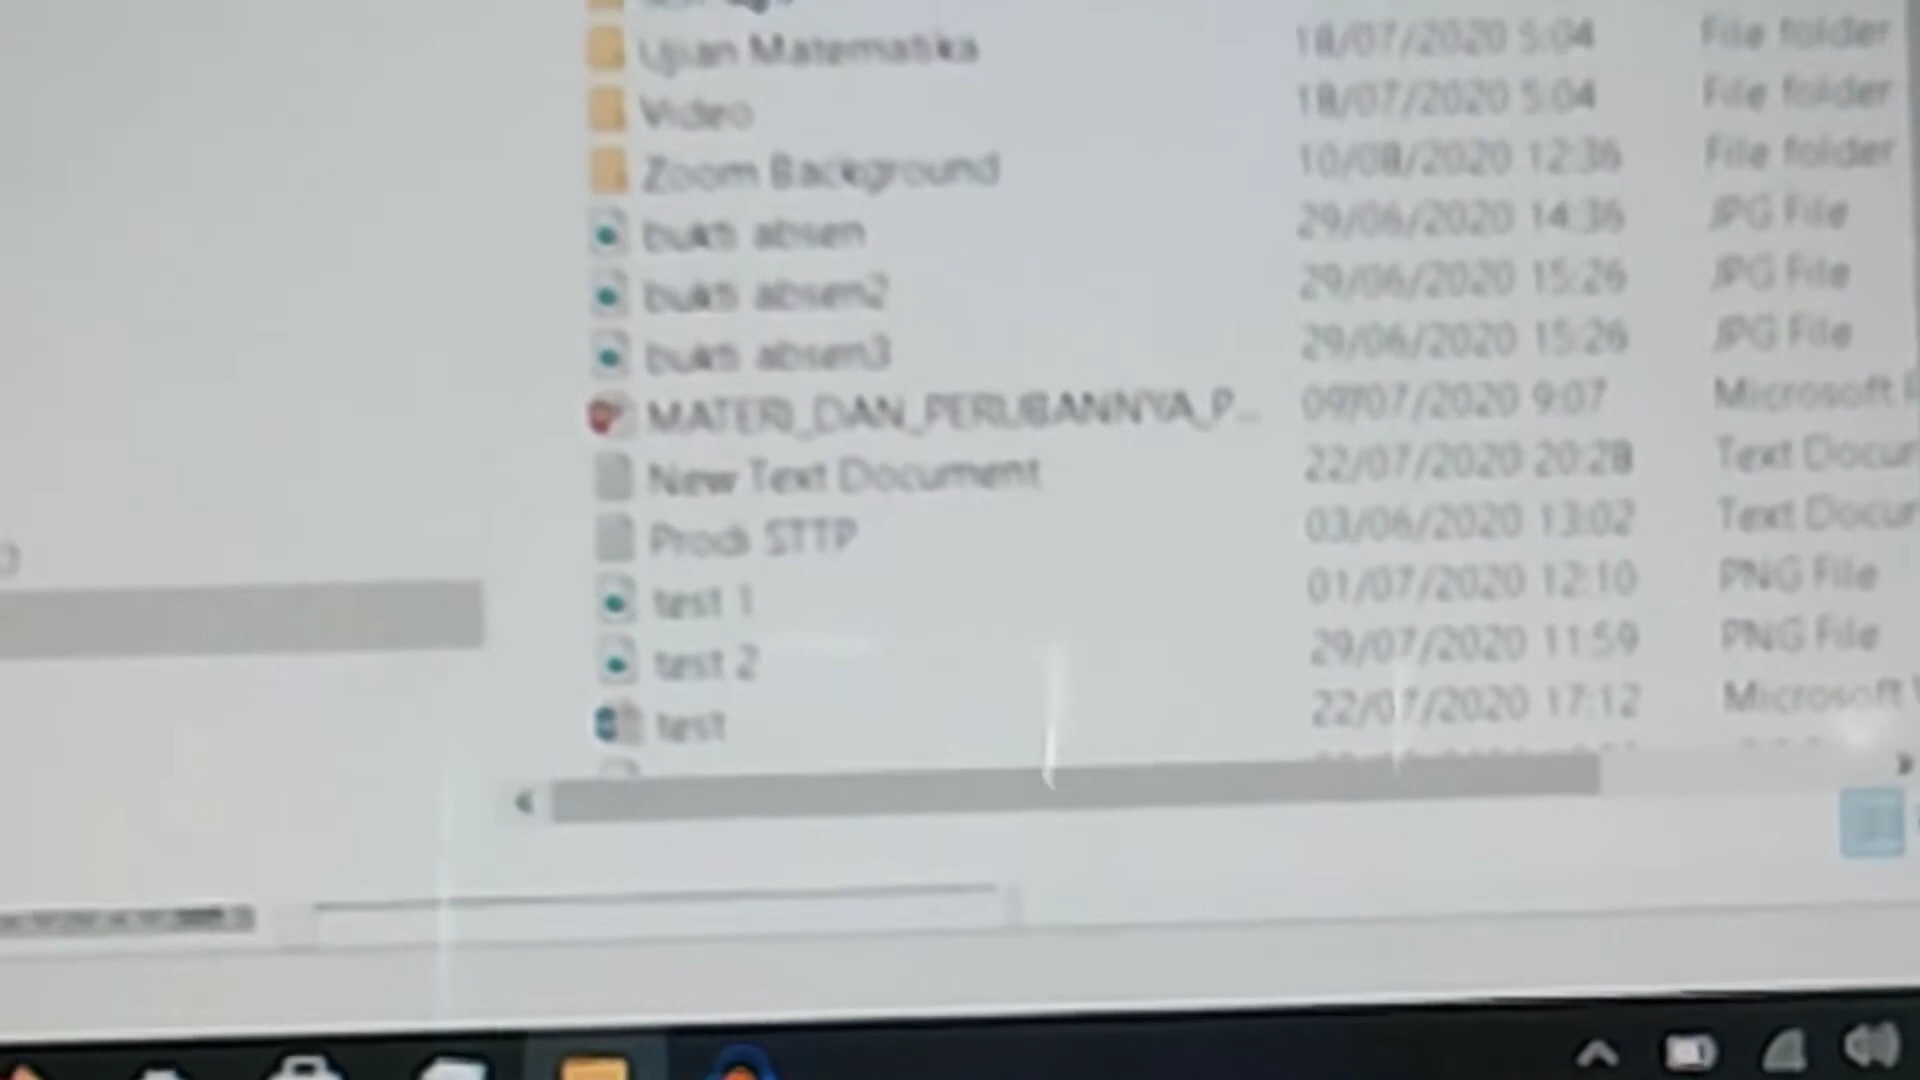 Ujian Matematika 18/07/2020 5:04 File folder
Video 18/07/2020 5:04 File folder
Zoom Background 10/08/2020 12:36 File folder
bukti absen 29/06/2020 14:36 JPG File
bukti absen2 29/06/2020 15:26 JPG File
bukti absen3 29/06/2020 15:26 JPG File
MATERI_DAN_PERUBANNYA_P... 09/07/2020 9:07 Microsoft P
New Text Document 22/07/2020 20:28 Text Docu
Prodi STTP 03/06/2020 13:02 Text Docu
test 1 01/07/2020 12:10 PNG File
test 2 29/07/2020 11:59 PNG File
test 22/07/2020 17:12 Microsoft